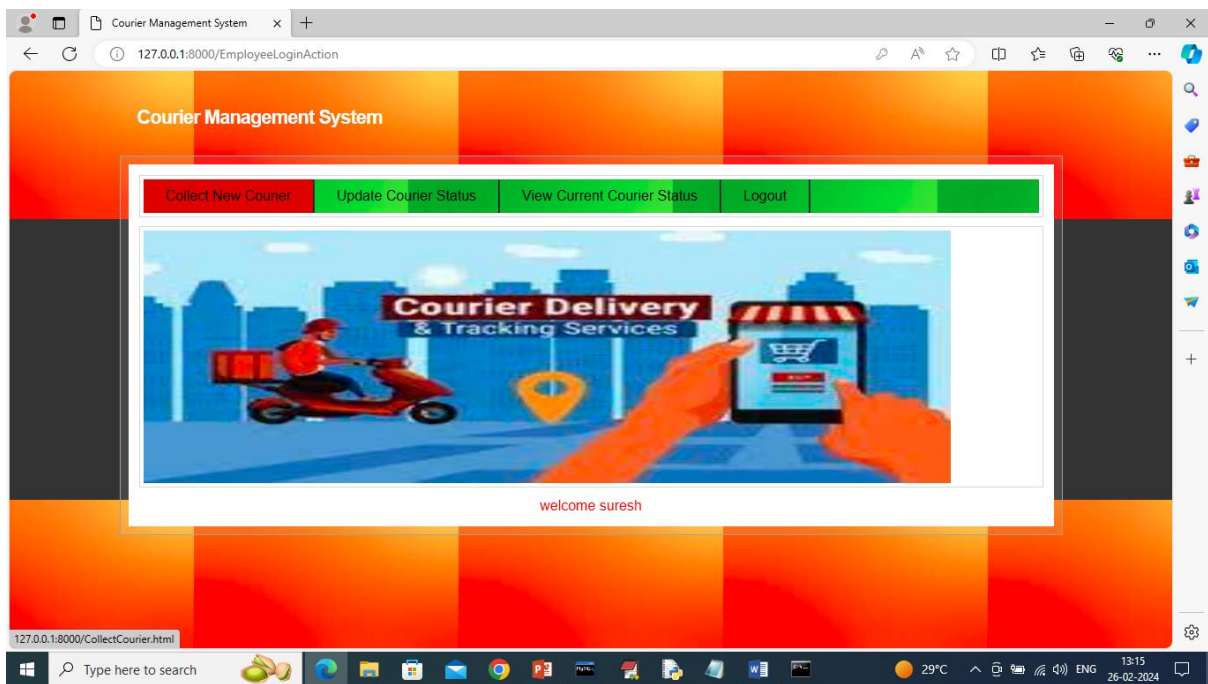 Courier Management System
127.0.0.1:8000/EmployeeLoginAction
Courier Management System
Collect New Courier Update Courier Status View Current Courier Status Logout
Courier Delivery
& Tracking Services
welcome suresh
127.0.0.1:8000/CollectCourier.html
Type here to search 29°C ENG 13:15
26-02-2024